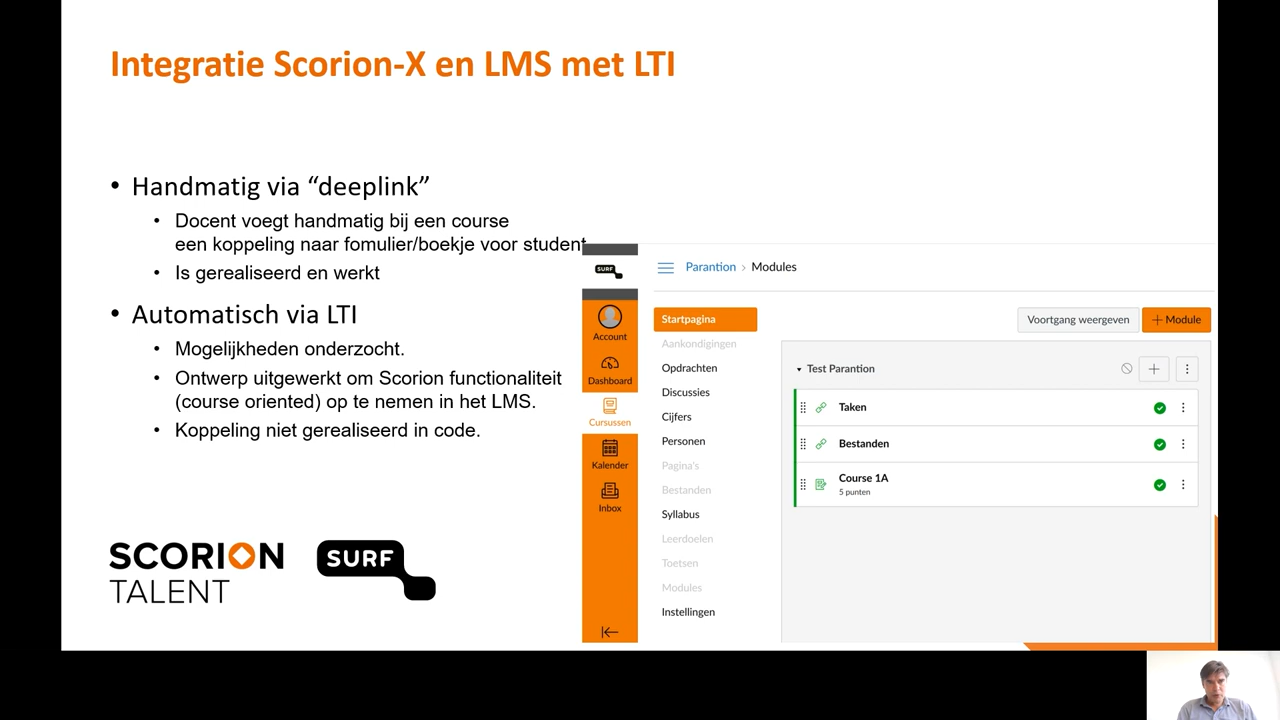 Integratie Scorion-X en LMS met LTI
• Handmatig via “deeplink”
• Docent voegt handmatig bij een course
een koppeling naar fomulier/boekje voor student
• Is gerealiseerd en werkt
• Automatisch via LTI
• Mogelijkheden onderzocht.
• Ontwerp uitgewerkt om Scorion functionaliteit
(course oriented) op te nemen in het LMS.
• Koppeling niet gerealiseerd in code.
SCORION
TALENT
SURF
SURF
Account
Dashboard
Cursussen
Kalender
Inbox
Parantion › Modules
Startpagina
Aankondigingen
Opdrachten
Discussies
Cijfers
Personen
Pagina's
Bestanden
Syllabus
Leerdoelen
Toetsen
Modules
Instellingen
Voortgang weergeven
+ Module
Test Parantion
Taken
Bestanden
Course 1A
5 punten